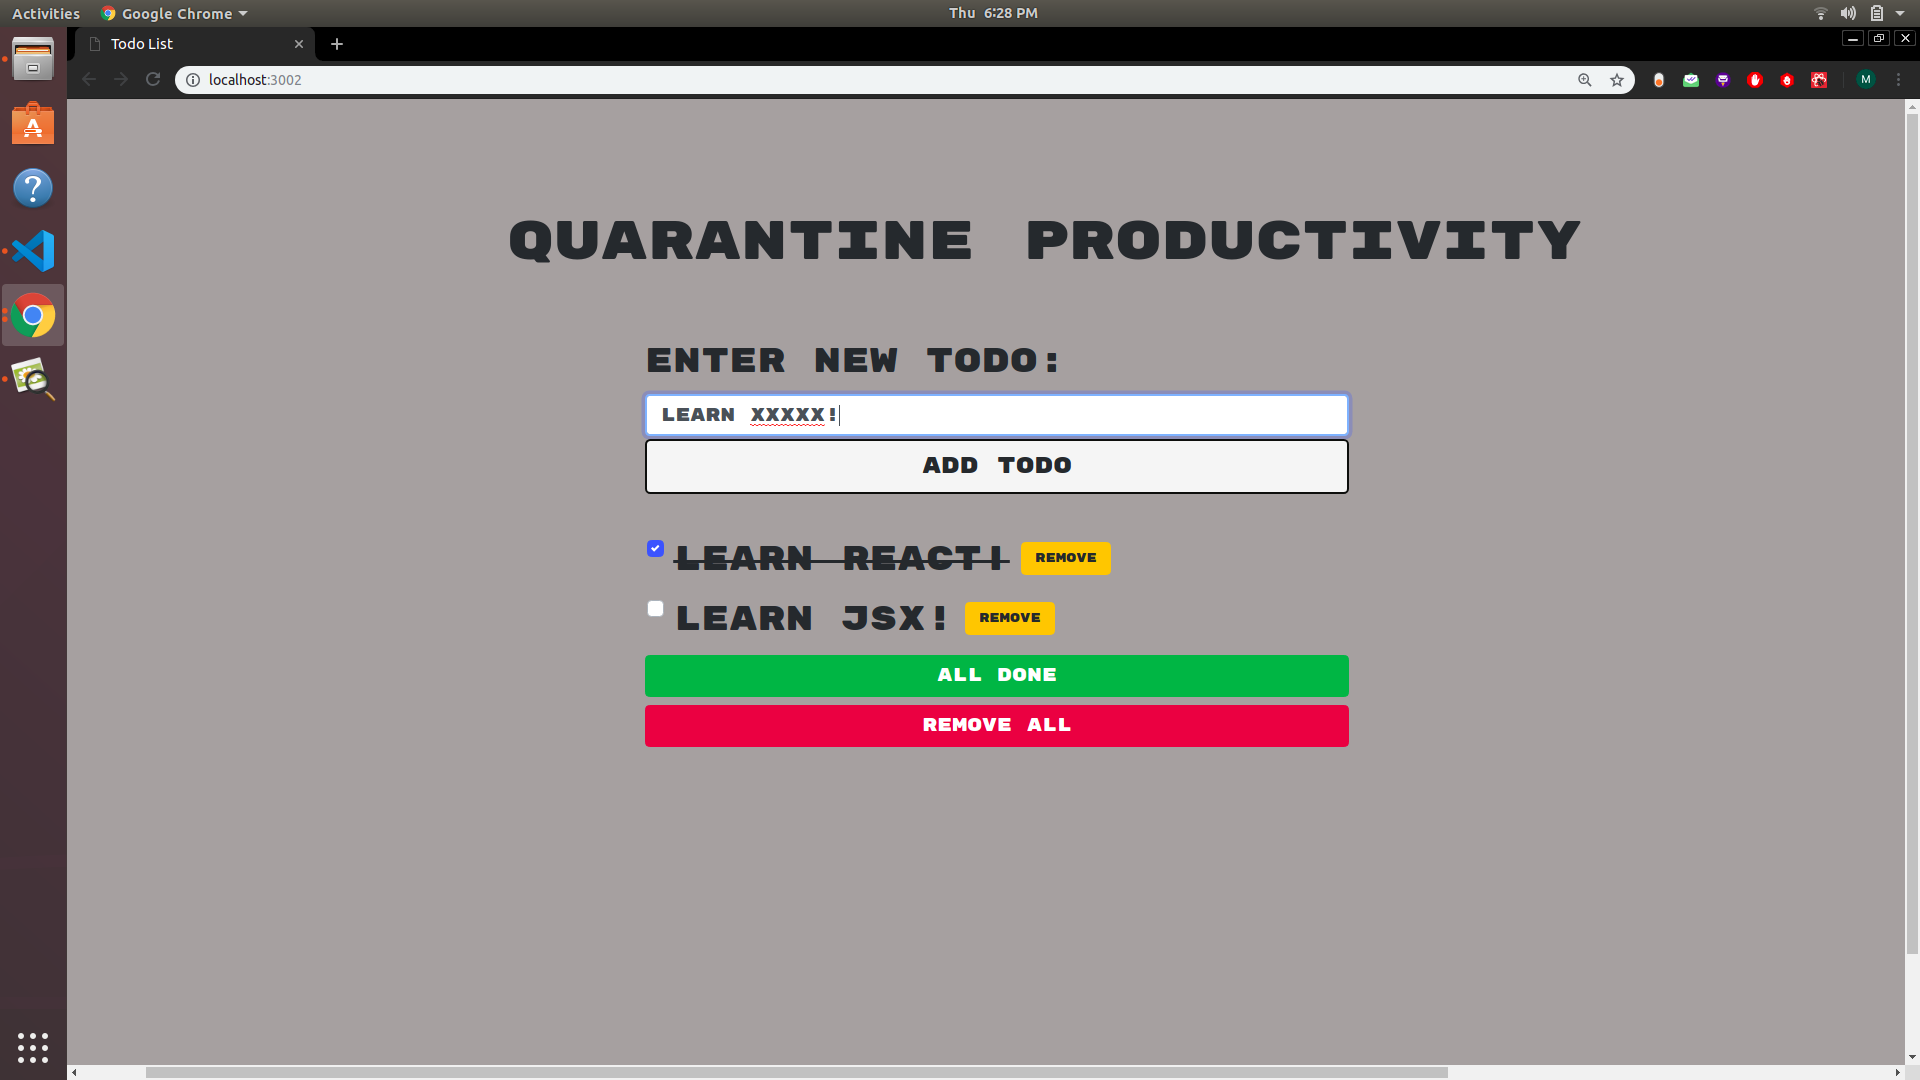 Activities Google Chrome Thu 6:28 PM
Todo List
localhost:3002
M
QUARANTINE PRODUCTIVITY
ENTER NEW TODO:
LEARN XXXXX!
ADD TODO
LEARN REACT! REMOVE
LEARN JSX! REMOVE
ALL DONE
REMOVE ALL